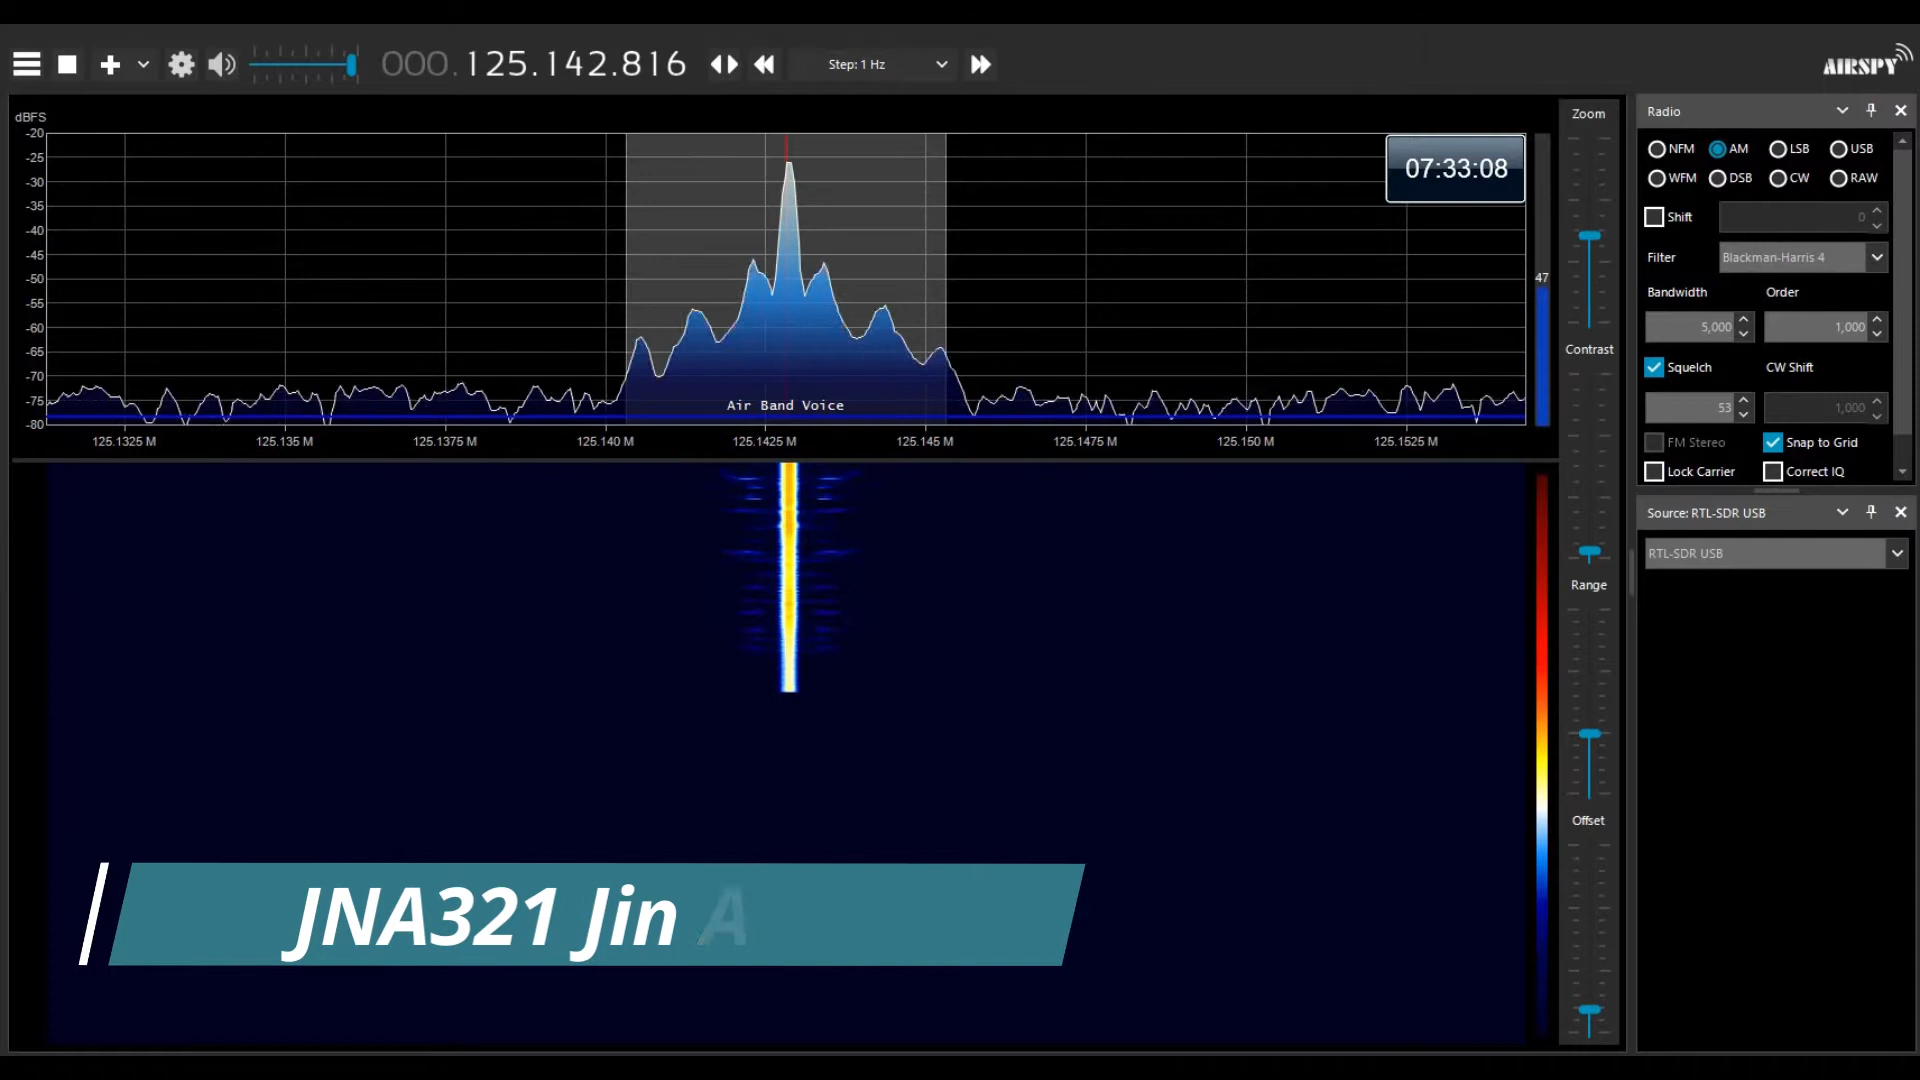 000.125.142.816
Step: 1 Hz
AIRSPY
dBFS
-20
-25
-30
-35
-40
-45
-50
-55
-60
-65
-70
-75
-80
07:33:08
47
Air Band Voice
125.1325 M 125.135 M 125.1375 M 125.140 M 125.1425 M 125.145 M 125.1475 M 125.150 M 125.1525 M
Zoom
Contrast
Range
Offset
Radio
NFM AM LSB USB
WFM DSB CW RAW
Shift 0
Filter Blackman-Harris 4
Bandwidth Order
5,000 1,000
Squelch CW Shift
53 1,000
FM Stereo Snap to Grid
Lock Carrier Correct IQ
Source: RTL-SDR USB
RTL-SDR USB
JNA321 Jin A